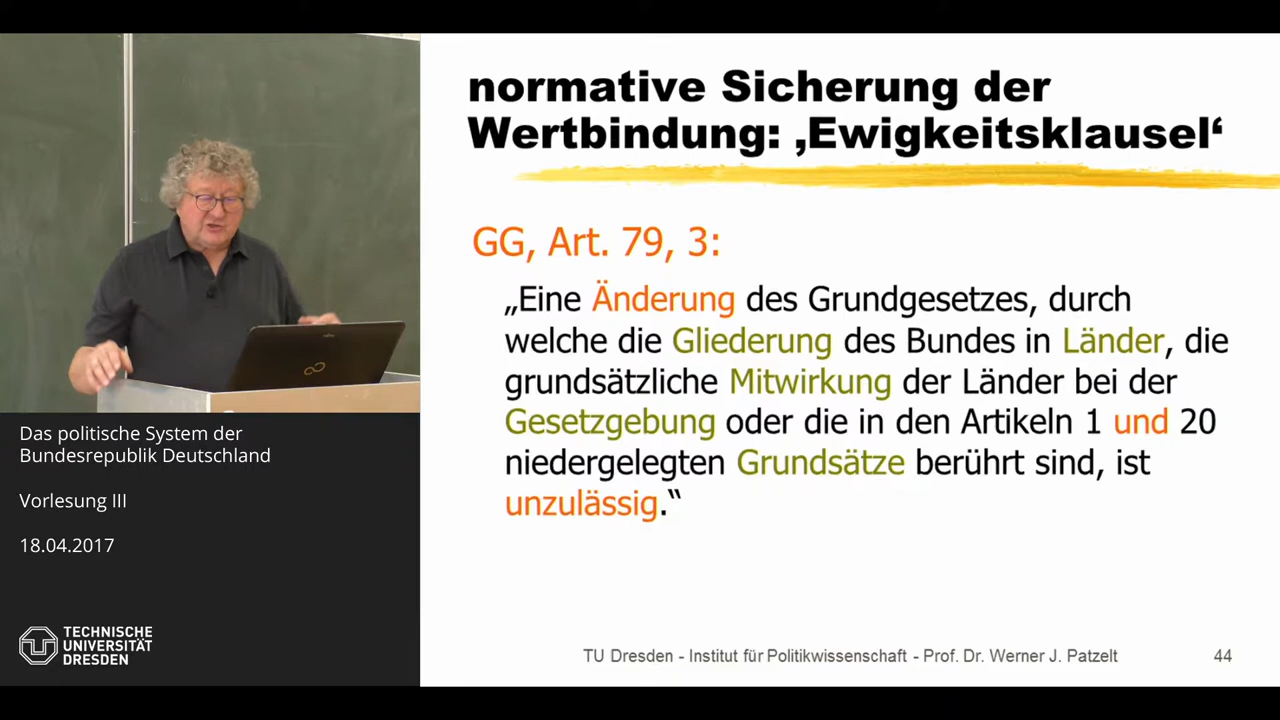 normative Sicherung der
Wertbindung: ‚Ewigkeitsklausel‘
GG, Art. 79, 3:
„Eine Änderung des Grundgesetzes, durch
welche die Gliederung des Bundes in Länder, die
grundsätzliche Mitwirkung der Länder bei der
Gesetzgebung oder die in den Artikeln 1 und 20
niedergelegten Grundsätze berührt sind, ist
unzulässig.“
Das politische System der
Bundesrepublik Deutschland
Vorlesung III
18.04.2017
TECHNISCHE
UNIVERSITÄT
DRESDEN
TU Dresden - Institut für Politikwissenschaft - Prof. Dr. Werner J. Patzelt 44